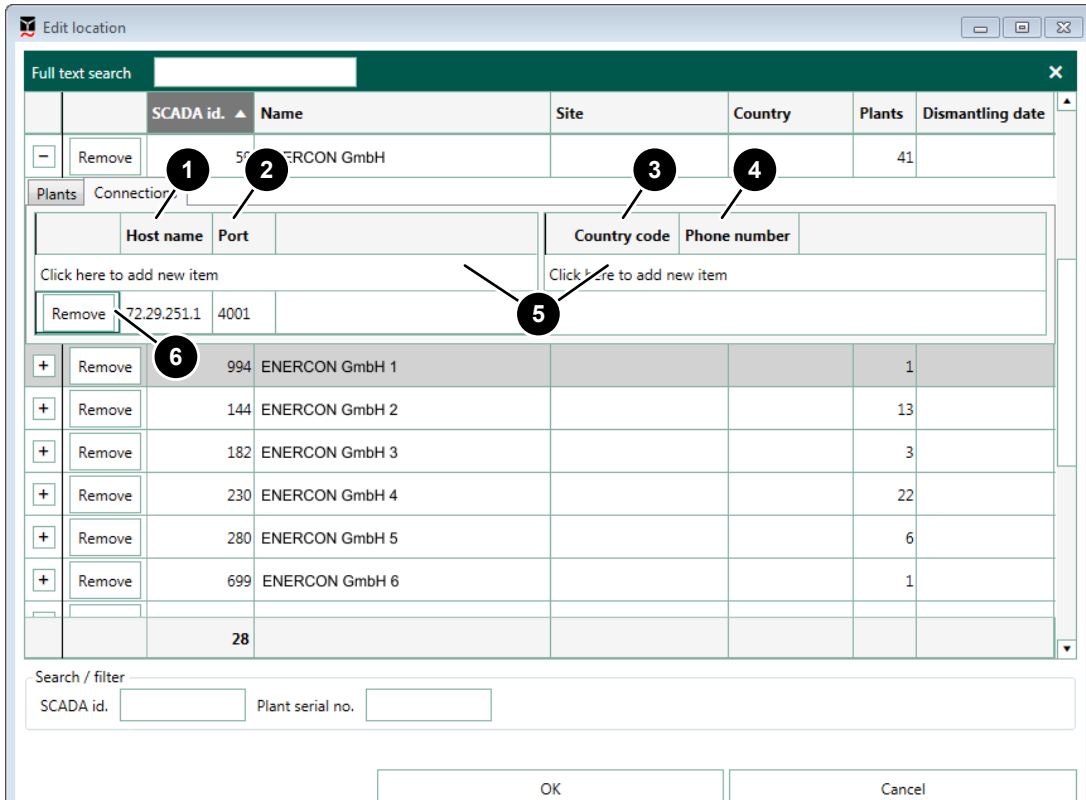 Edit location
Full text search
SCADA id. Name Site Country Plants Dismantling date
Remove ENERCON GmbH 41
1 2 3 4
Plants Connections
Host name Port Country code Phone number
Click here to add new item Click here to add new item
5
Remove 72.29.251.1 4001
6
+ Remove 994 ENERCON GmbH 1 1
+ Remove 144 ENERCON GmbH 2 13
+ Remove 182 ENERCON GmbH 3 3
+ Remove 230 ENERCON GmbH 4 22
+ Remove 280 ENERCON GmbH 5 6
+ Remove 699 ENERCON GmbH 6 1
28
Search / filter
SCADA id. Plant serial no.
OK Cancel